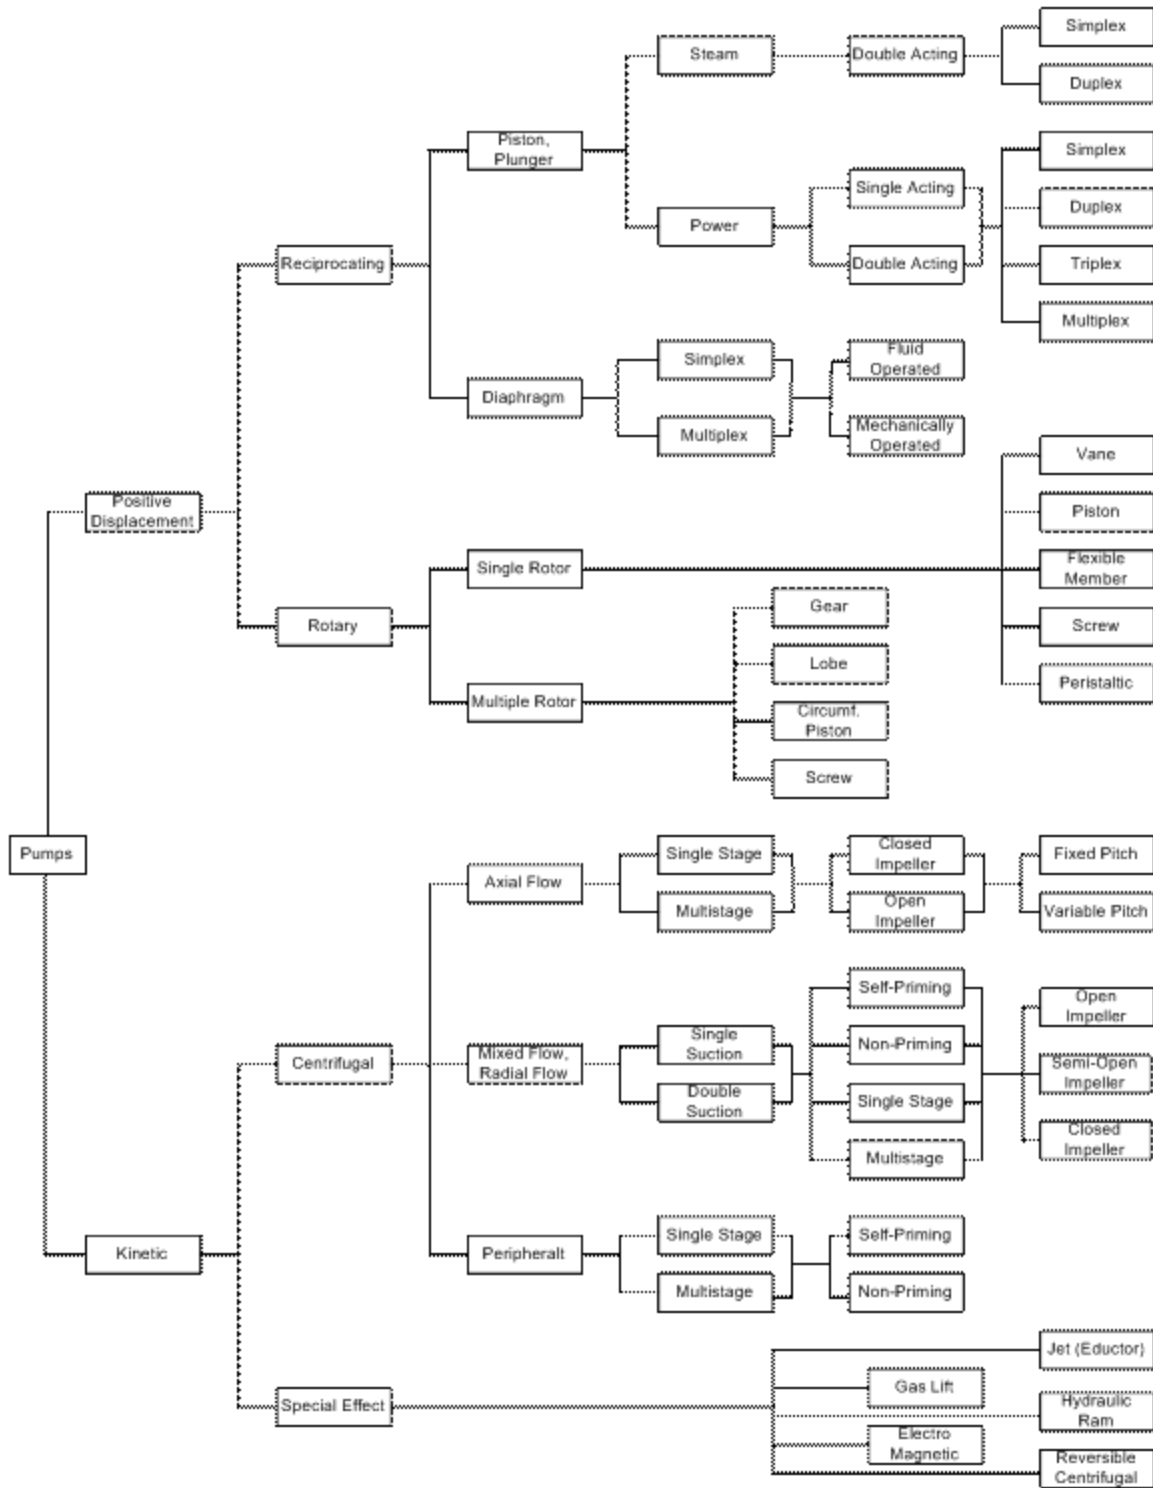 Simplex
Steam
Double Acting
Duplex
Piston,
Plunger
Simplex
Single Acting
Duplex
Power
Reciprocating
Double Acting
Triplex
Multiplex
Simplex
Fluid
Operated
Diaphragm
Multiplex
Mechanically
Operated
Vane
Positive
Displacement
Piston
Single Rotor
Flexible
Member
Gear
Rotary
Screw
Lobe
Peristaltic
Multiple Rotor
Circumf.
Piston
Screw
Pumps
Single Stage
Closed
Impeller
Fixed Pitch
Axial Flow
Multistage
Open
Impeller
Variable Pitch
Self-Priming
Open
Impeller
Single
Suction
Non-Priming
Centrifugal
Mixed Flow,
Radial Flow
Semi-Open
Impeller
Double
Suction
Single Stage
Closed
Impeller
Multistage
Single Stage
Self-Priming
Kinetic
Peripheralt
Multistage
Non-Priming
Jet (Eductor)
Gas Lift
Special Effect
Hydraulic
Ram
Electro
Magnetic
Reversible
Centrifugal